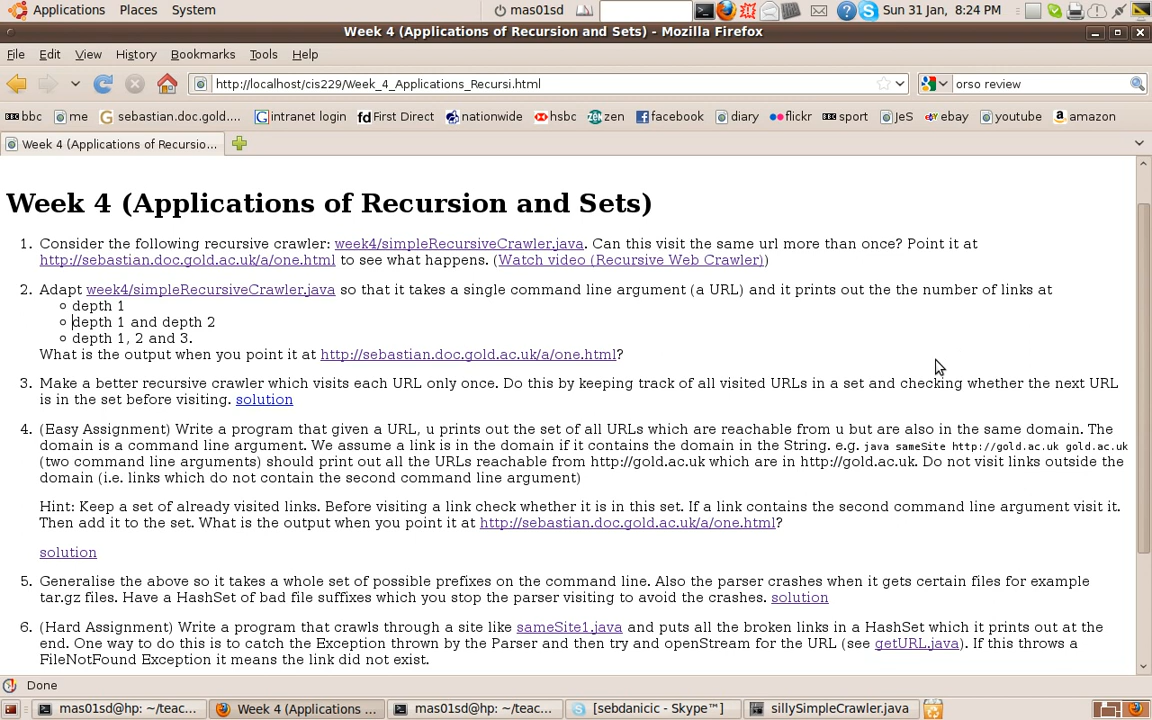 Applications Places System mas01sd Sun 31 Jan, 8:24 PM
Week 4 (Applications of Recursion and Sets) - Mozilla Firefox
File Edit View History Bookmarks Tools Help
http://localhost/cis229/Week_4_Applications_Recursi.html orso review
bbc me sebastian.doc.gold.... intranet login fd First Direct nationwide hsbc zen facebook diary flickr sport JeS ebay youtube amazon
Week 4 (Applications of Recursio...
Week 4 (Applications of Recursion and Sets)
1. Consider the following recursive crawler: week4/simpleRecursiveCrawler.java. Can this visit the same url more than once? Point it at
http://sebastian.doc.gold.ac.uk/a/one.html to see what happens. (Watch video (Recursive Web Crawler))
2. Adapt week4/simpleRecursiveCrawler.java so that it takes a single command line argument (a URL) and it prints out the the number of links at
depth 1
depth 1 and depth 2
depth 1, 2 and 3.
What is the output when you point it at http://sebastian.doc.gold.ac.uk/a/one.html?
3. Make a better recursive crawler which visits each URL only once. Do this by keeping track of all visited URLs in a set and checking whether the next URL
is in the set before visiting. solution
4. (Easy Assignment) Write a program that given a URL, u prints out the set of all URLs which are reachable from u but are also in the same domain. The
domain is a command line argument. We assume a link is in the domain if it contains the domain in the String. e.g. java sameSite http://gold.ac.uk gold.ac.uk
(two command line arguments) should print out all the URLs reachable from http://gold.ac.uk which are in http://gold.ac.uk. Do not visit links outside the
domain (i.e. links which do not contain the second command line argument)
Hint: Keep a set of already visited links. Before visiting a link check whether it is in this set. If a link contains the second command line argument visit it.
Then add it to the set. What is the output when you point it at http://sebastian.doc.gold.ac.uk/a/one.html?
solution
5. Generalise the above so it takes a whole set of possible prefixes on the command line. Also the parser crashes when it gets certain files for example
tar.gz files. Have a HashSet of bad file suffixes which you stop the parser visiting to avoid the crashes. solution
6. (Hard Assignment) Write a program that crawls through a site like sameSite1.java and puts all the broken links in a HashSet which it prints out at the
end. One way to do this is to catch the Exception thrown by the Parser and then try and openStream for the URL (see getURL.java). If this throws a
FileNotFound Exception it means the link did not exist.
Done
mas01sd@hp: ~/teac... Week 4 (Applications ... mas01sd@hp: ~/teac... [sebdanicic - Skype™] sillySimpleCrawler.java